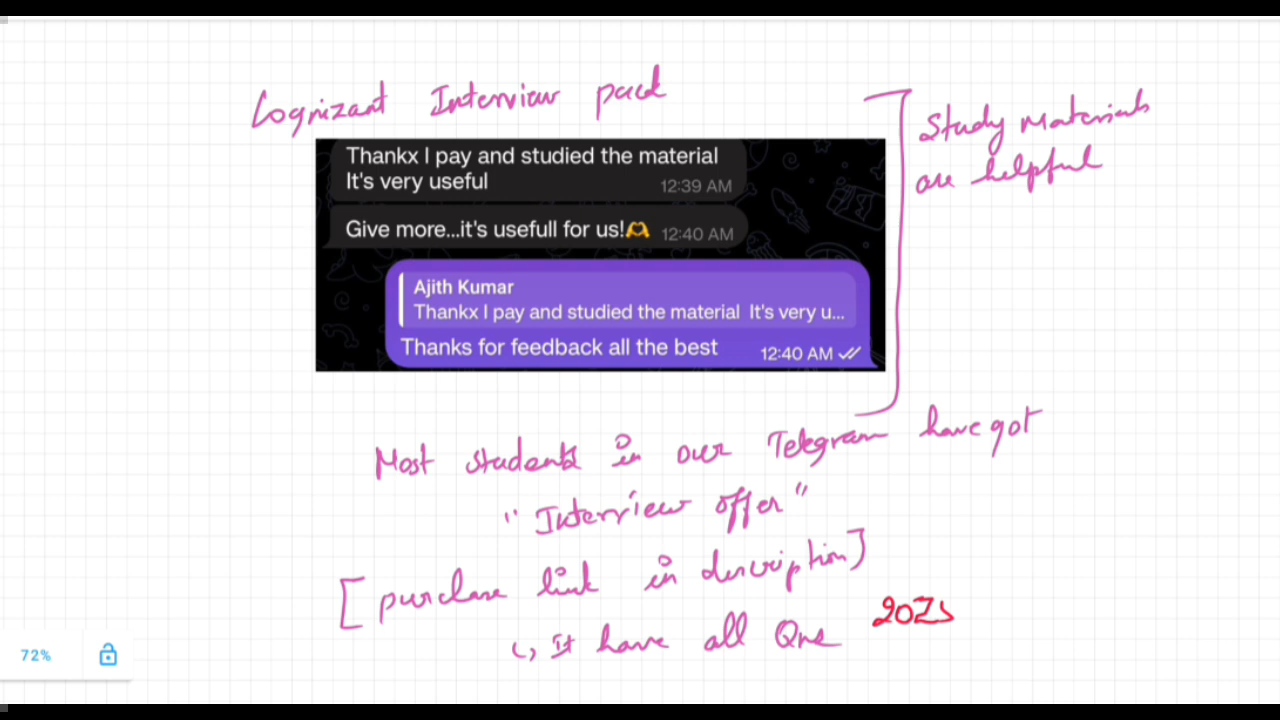 Cognizant Interview pack
Thankx I pay and studied the material
It's very useful
12:39 AM
Give more...it's usefull for us!🫶 12:40 AM
Ajith Kumar
Thankx I pay and studied the material It's very u...
Thanks for feedback all the best
12:40 AM
Study Materials
are helpful
Most students in our Telegram have got
"Interview offer"
[purchase link in description]
↳ It have all Qns
2025
72%